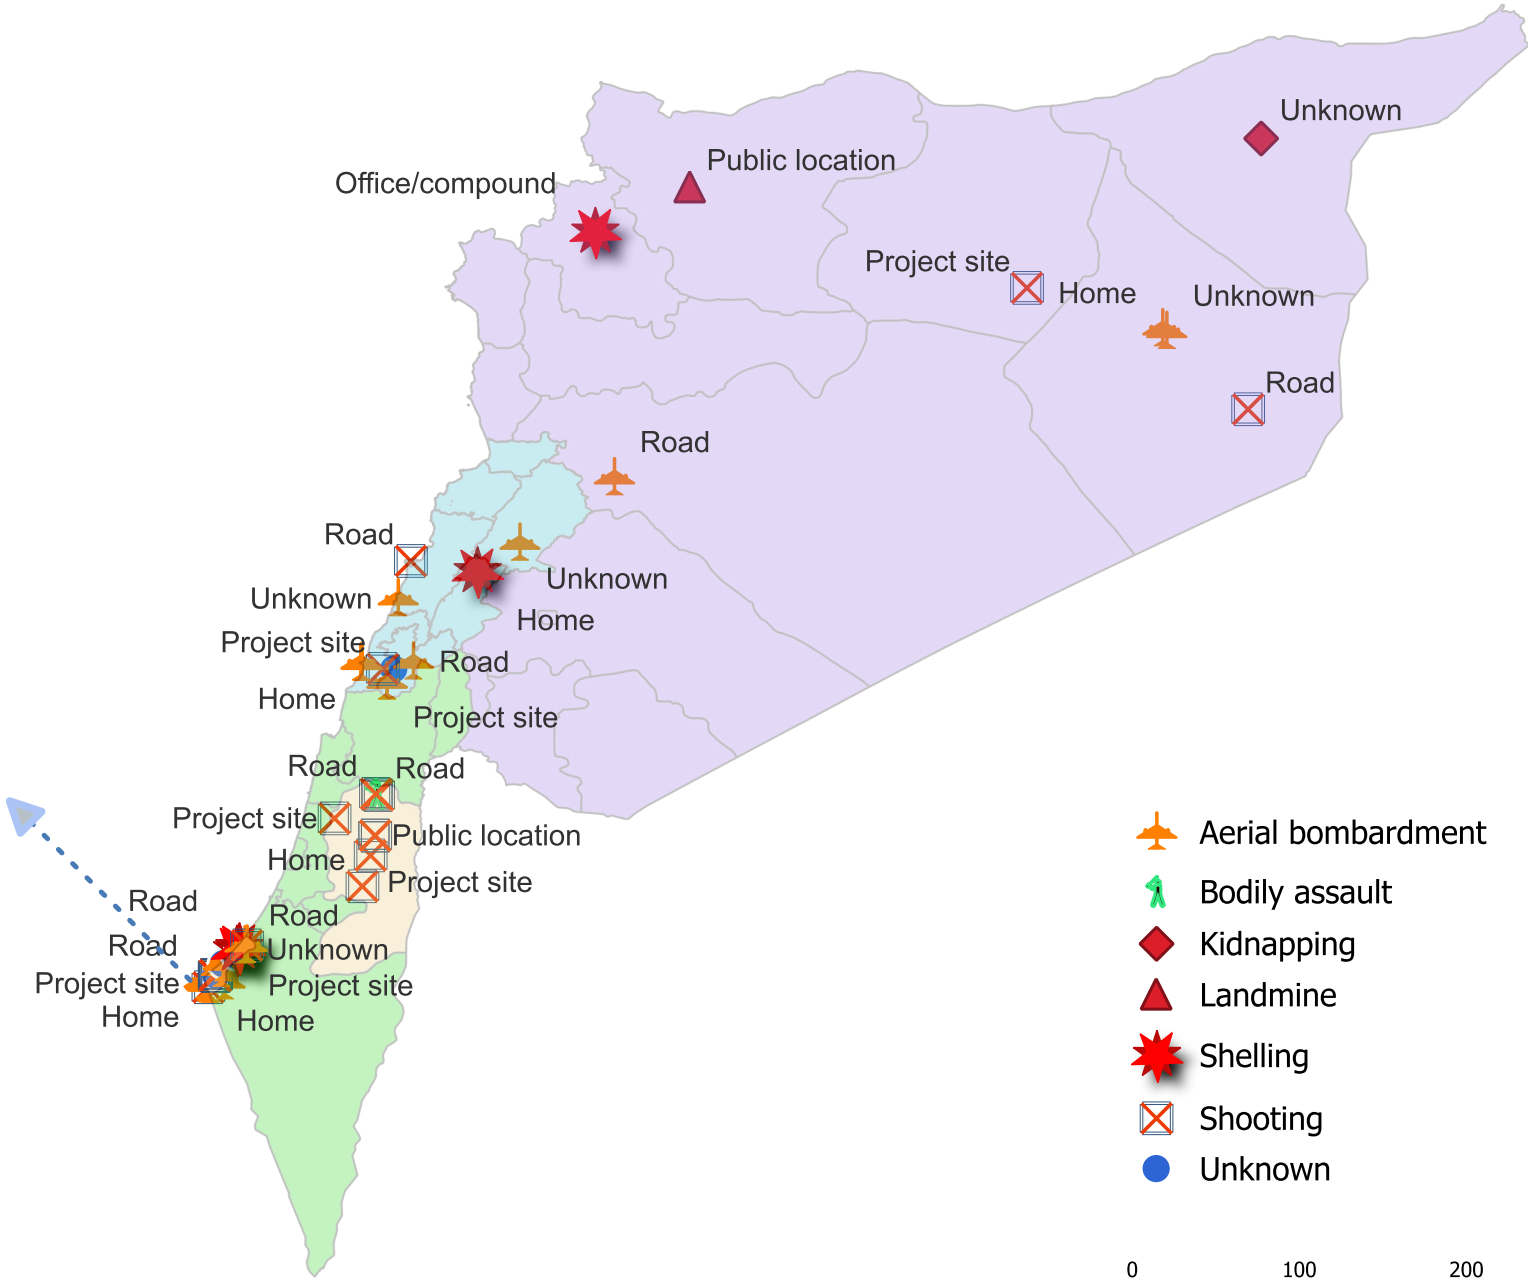 Unknown
Public location
Office/compound
Project site
Home
Unknown
Road
Road
Road
Unknown
Unknown
Home
Project site
Road
Home
Project site
Road
Road
Project site
Public location
Home
Project site
Road
Road
Road
Unknown
Project site
Project site
Home
Home
Aerial bombardment
Bodily assault
Kidnapping
Landmine
Shelling
Shooting
Unknown
0 100 200